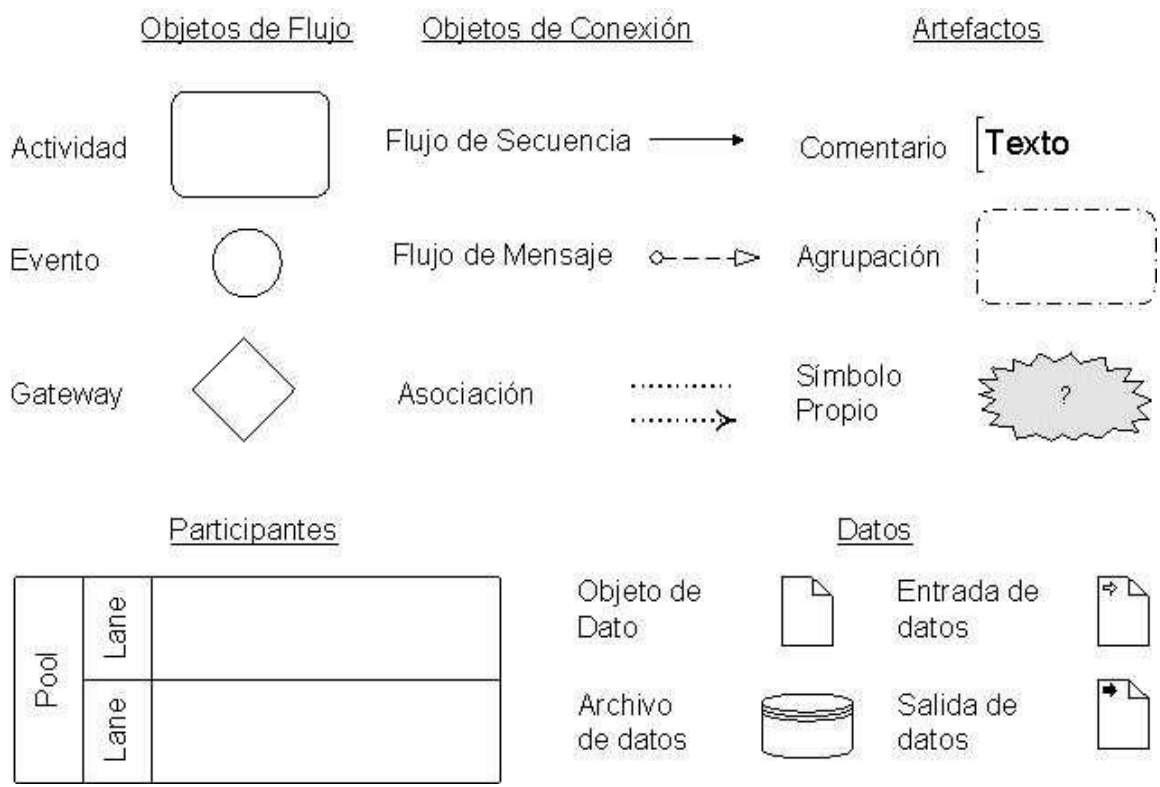 Objetos de Flujo
Objetos de Conexión
Artefactos
Actividad
Flujo de Secuencia
Comentario
Texto
Evento
Flujo de Mensaje
Agrupación
Gateway
Asociación
Símbolo
Propio
?
Participantes
Datos
Pool
Lane
Lane
Objeto de
Dato
Entrada de
datos
Archivo
de datos
Salida de
datos